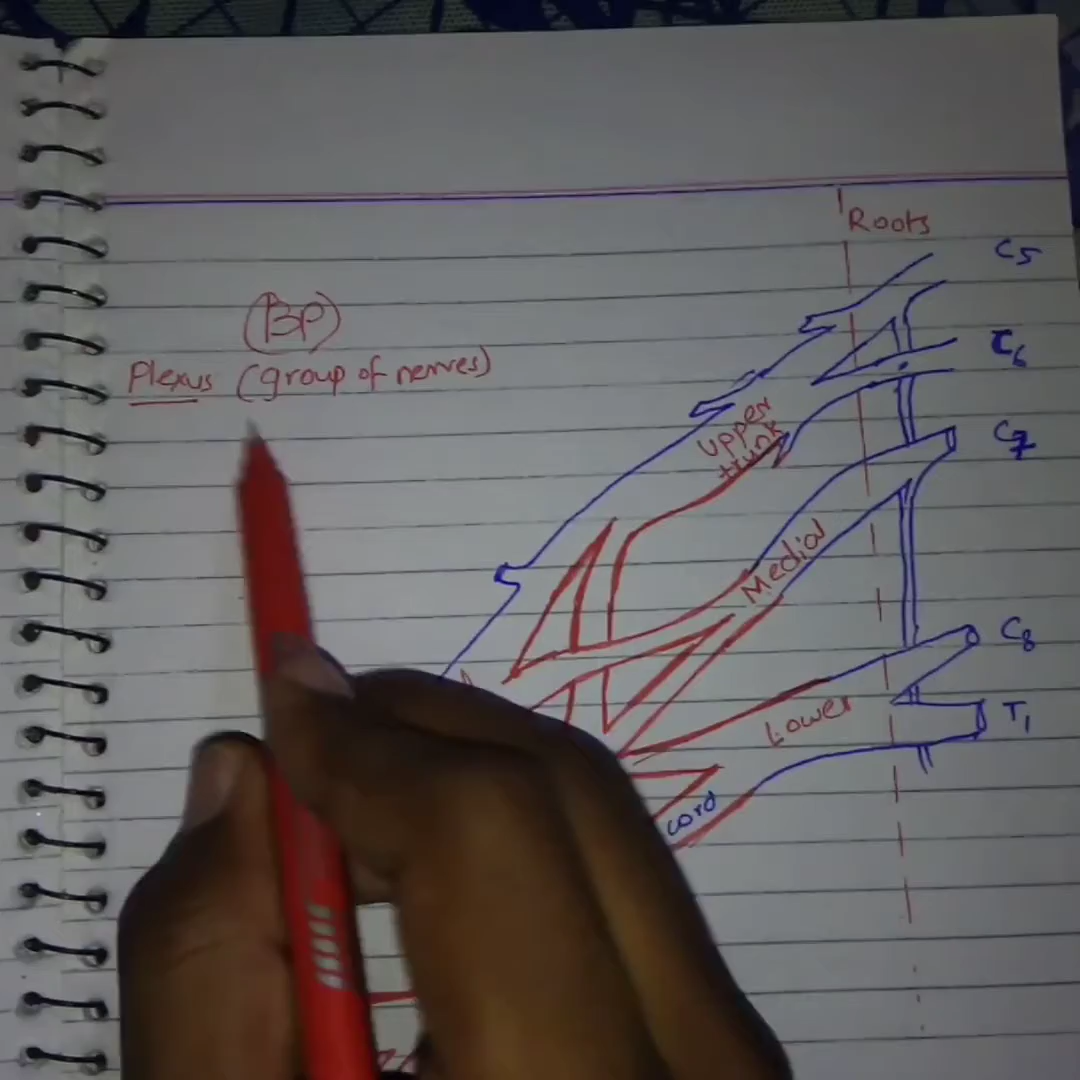 Roots
C5
(BP)
C6
Plexus (group of nerves)
Upper
trunk
C7
Medial
C8
T1
Lower
cord